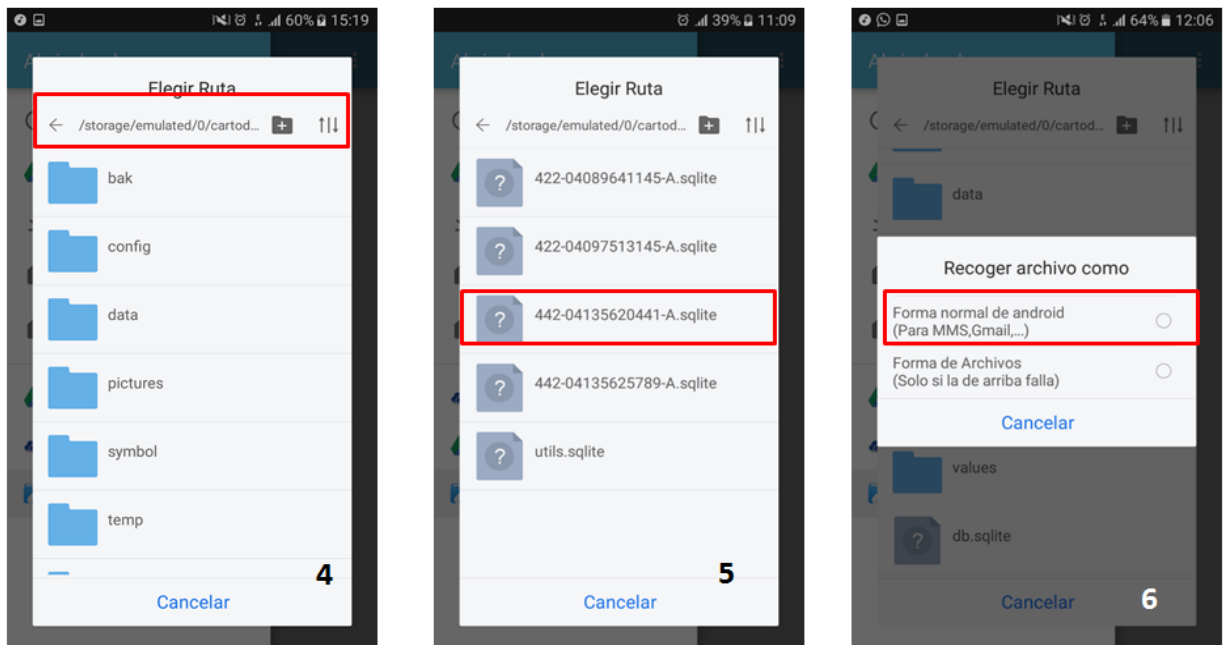 60% 15:19
Elegir Ruta
/storage/emulated/0/cartod...
bak
config
data
pictures
symbol
temp
Cancelar
4
39% 11:09
Elegir Ruta
/storage/emulated/0/cartod...
422-04089641145-A.sqlite
422-04097513145-A.sqlite
442-04135620441-A.sqlite
442-04135625789-A.sqlite
utils.sqlite
Cancelar
5
64% 12:06
Elegir Ruta
/storage/emulated/0/cartod...
data
Recoger archivo como
Forma normal de android
(Para MMS,Gmail,...)
Forma de Archivos
(Solo si la de arriba falla)
Cancelar
values
db.sqlite
Cancelar
6